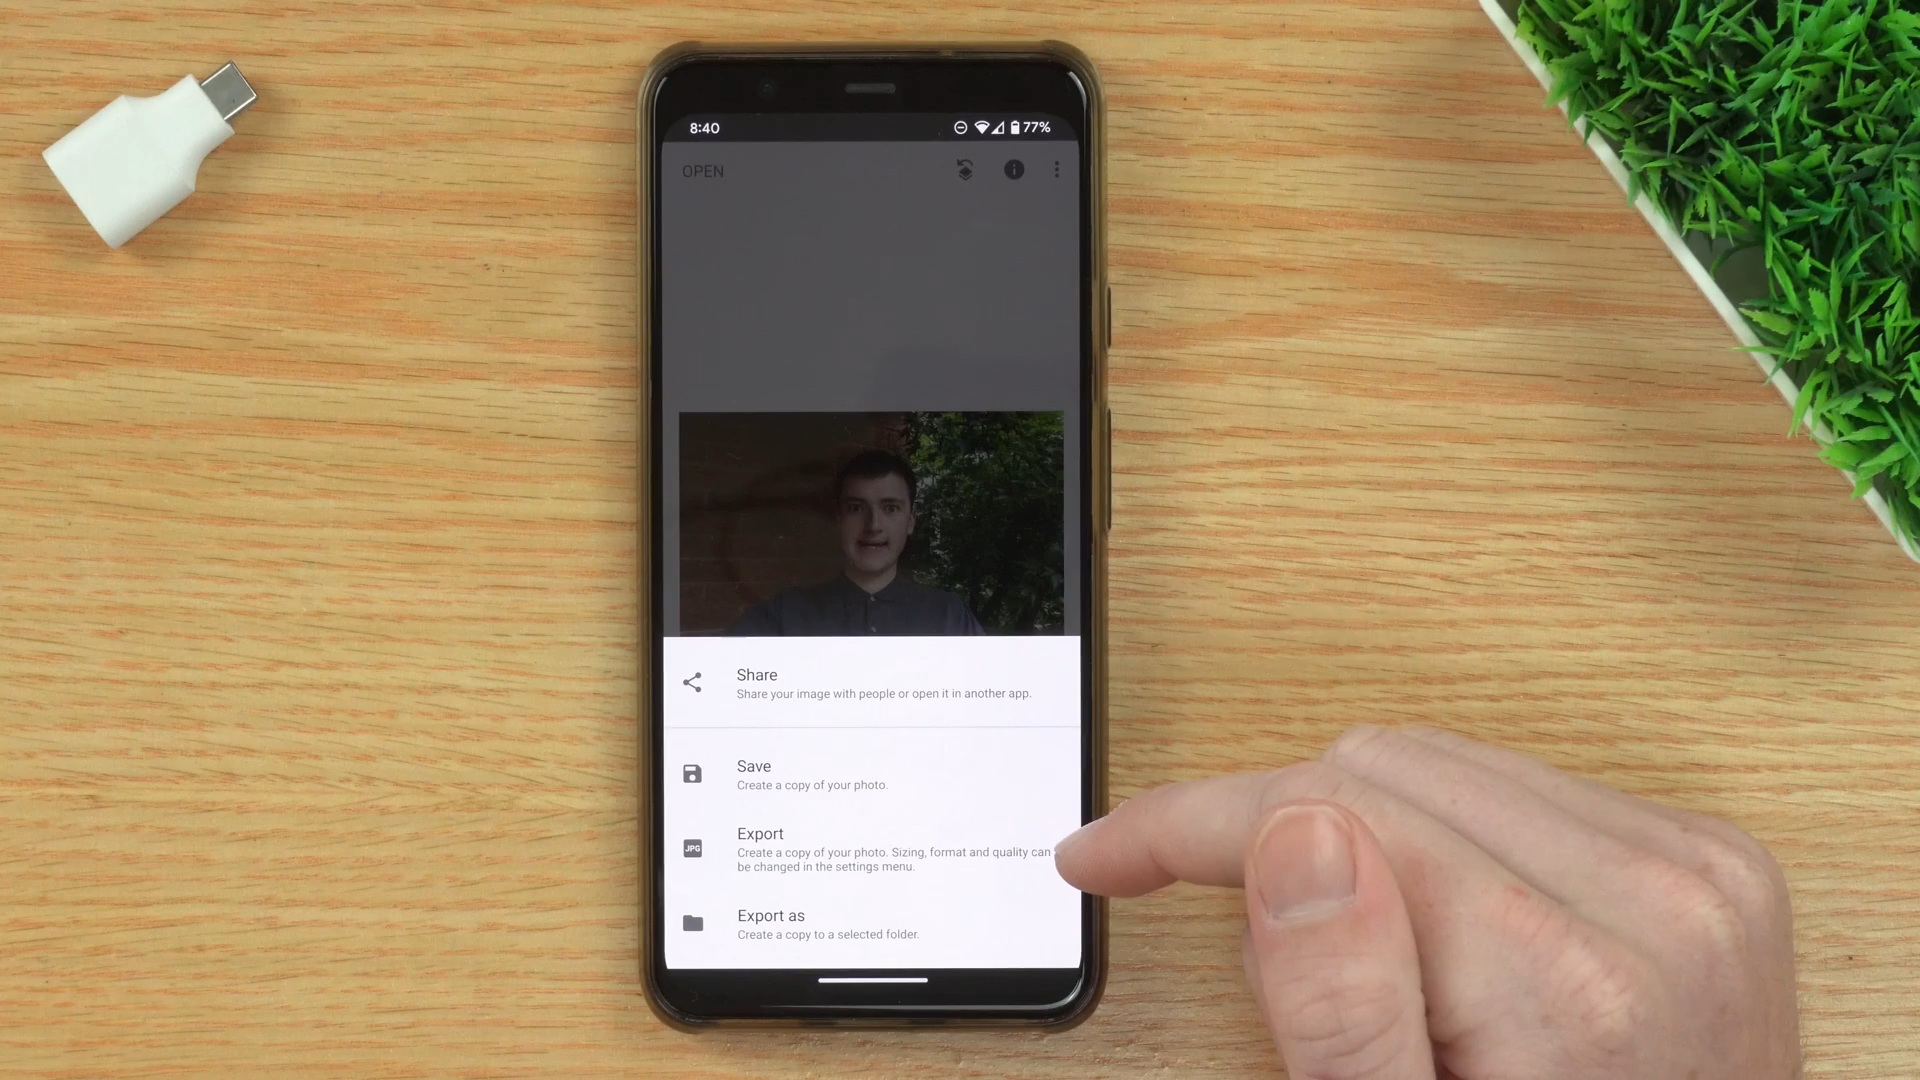 8:40
77%
OPEN
Share
Share your image with people or open it in another app.
Save
Create a copy of your photo.
Export
JPG
Create a copy of your photo. Sizing, format and quality can
be changed in the settings menu.
Export as
Create a copy to a selected folder.